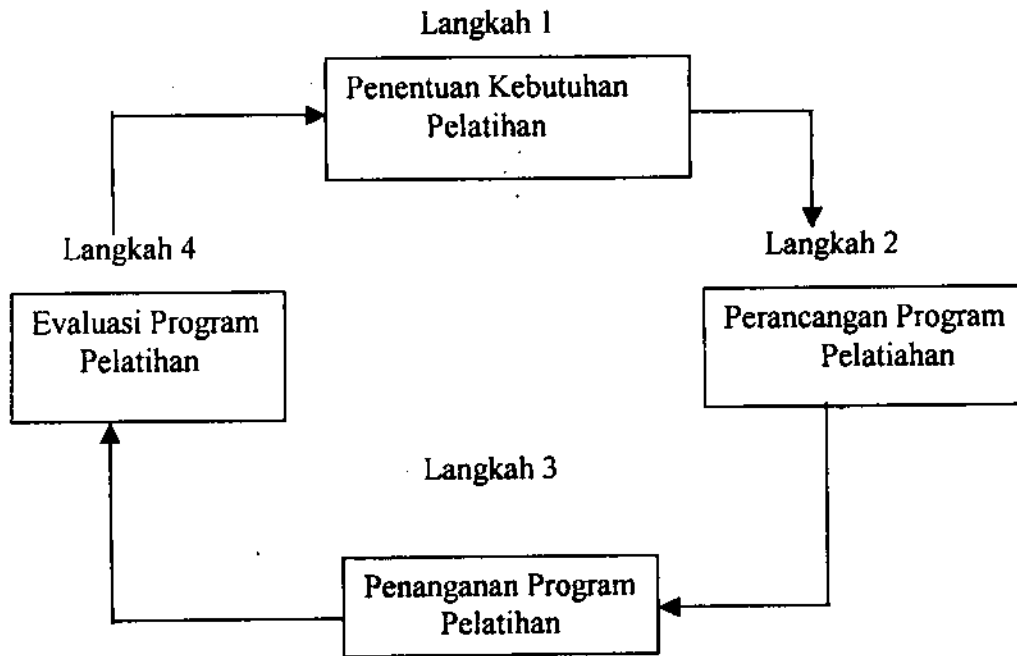 Langkah 1
Penentuan Kebutuhan
Pelatihan
Langkah 2
Perancangan Program
Pelatiahan
Langkah 3
Penanganan Program
Pelatihan
Langkah 4
Evaluasi Program
Pelatihan